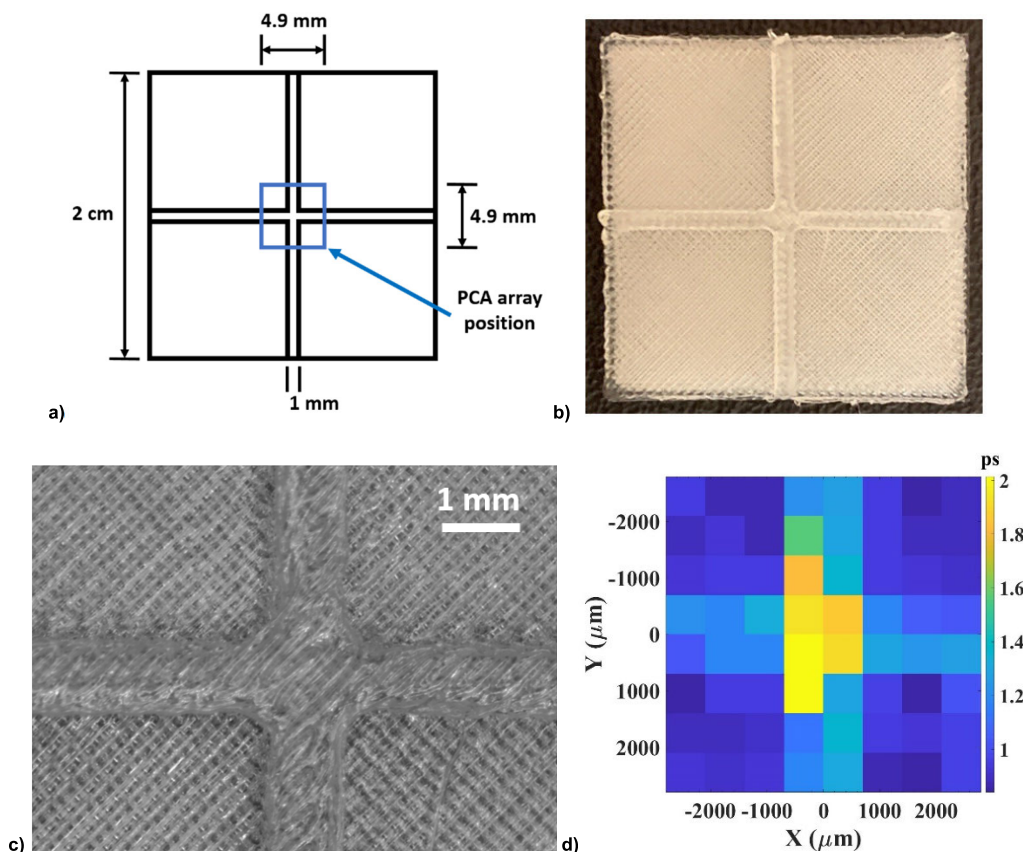 4.9 mm
2 cm
4.9 mm
PCA array
position
1 mm
a)
b)
1 mm
c)
ps
2
1.8
1.6
1.4
1.2
1
-2000
-1000
0
1000
2000
Y (μm)
-2000
-1000
0
1000
2000
X (μm)
d)